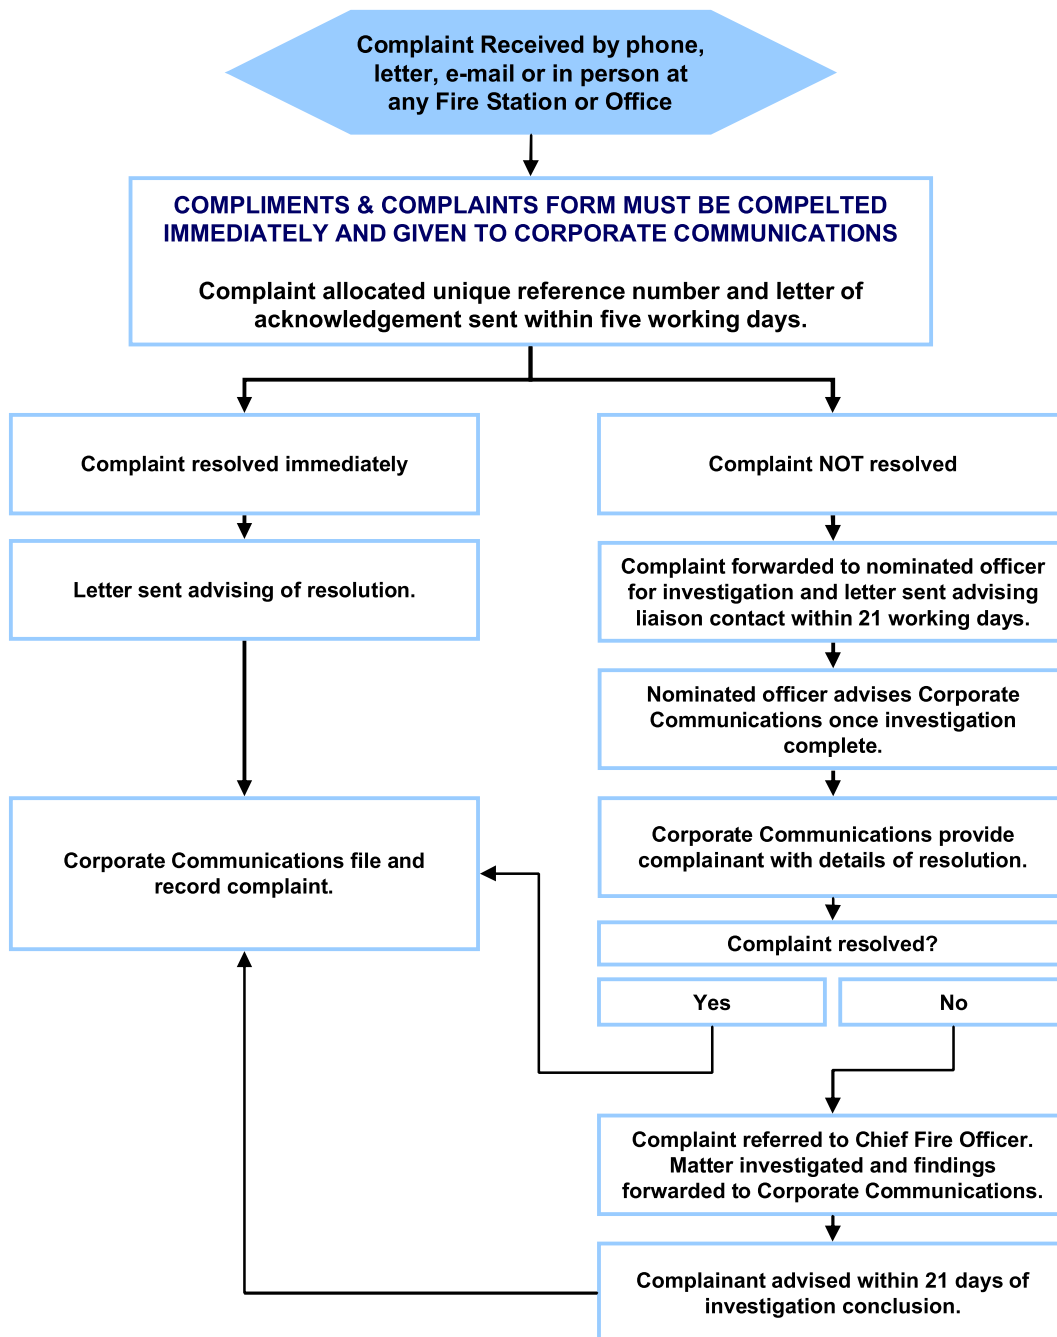 Complaint Received by phone,
letter, e-mail or in person at
any Fire Station or Office
COMPLIMENTS & COMPLAINTS FORM MUST BE COMPELTED
IMMEDIATELY AND GIVEN TO CORPORATE COMMUNICATIONS
Complaint allocated unique reference number and letter of
acknowledgement sent within five working days.
Complaint resolved immediately
Letter sent advising of resolution.
Corporate Communications file and
record complaint.
Complaint NOT resolved
Complaint forwarded to nominated officer
for investigation and letter sent advising
liaison contact within 21 working days.
Nominated officer advises Corporate
Communications once investigation
complete.
Corporate Communications provide
complainant with details of resolution.
Complaint resolved?
Yes
No
Complaint referred to Chief Fire Officer.
Matter investigated and findings
forwarded to Corporate Communications.
Complainant advised within 21 days of
investigation conclusion.